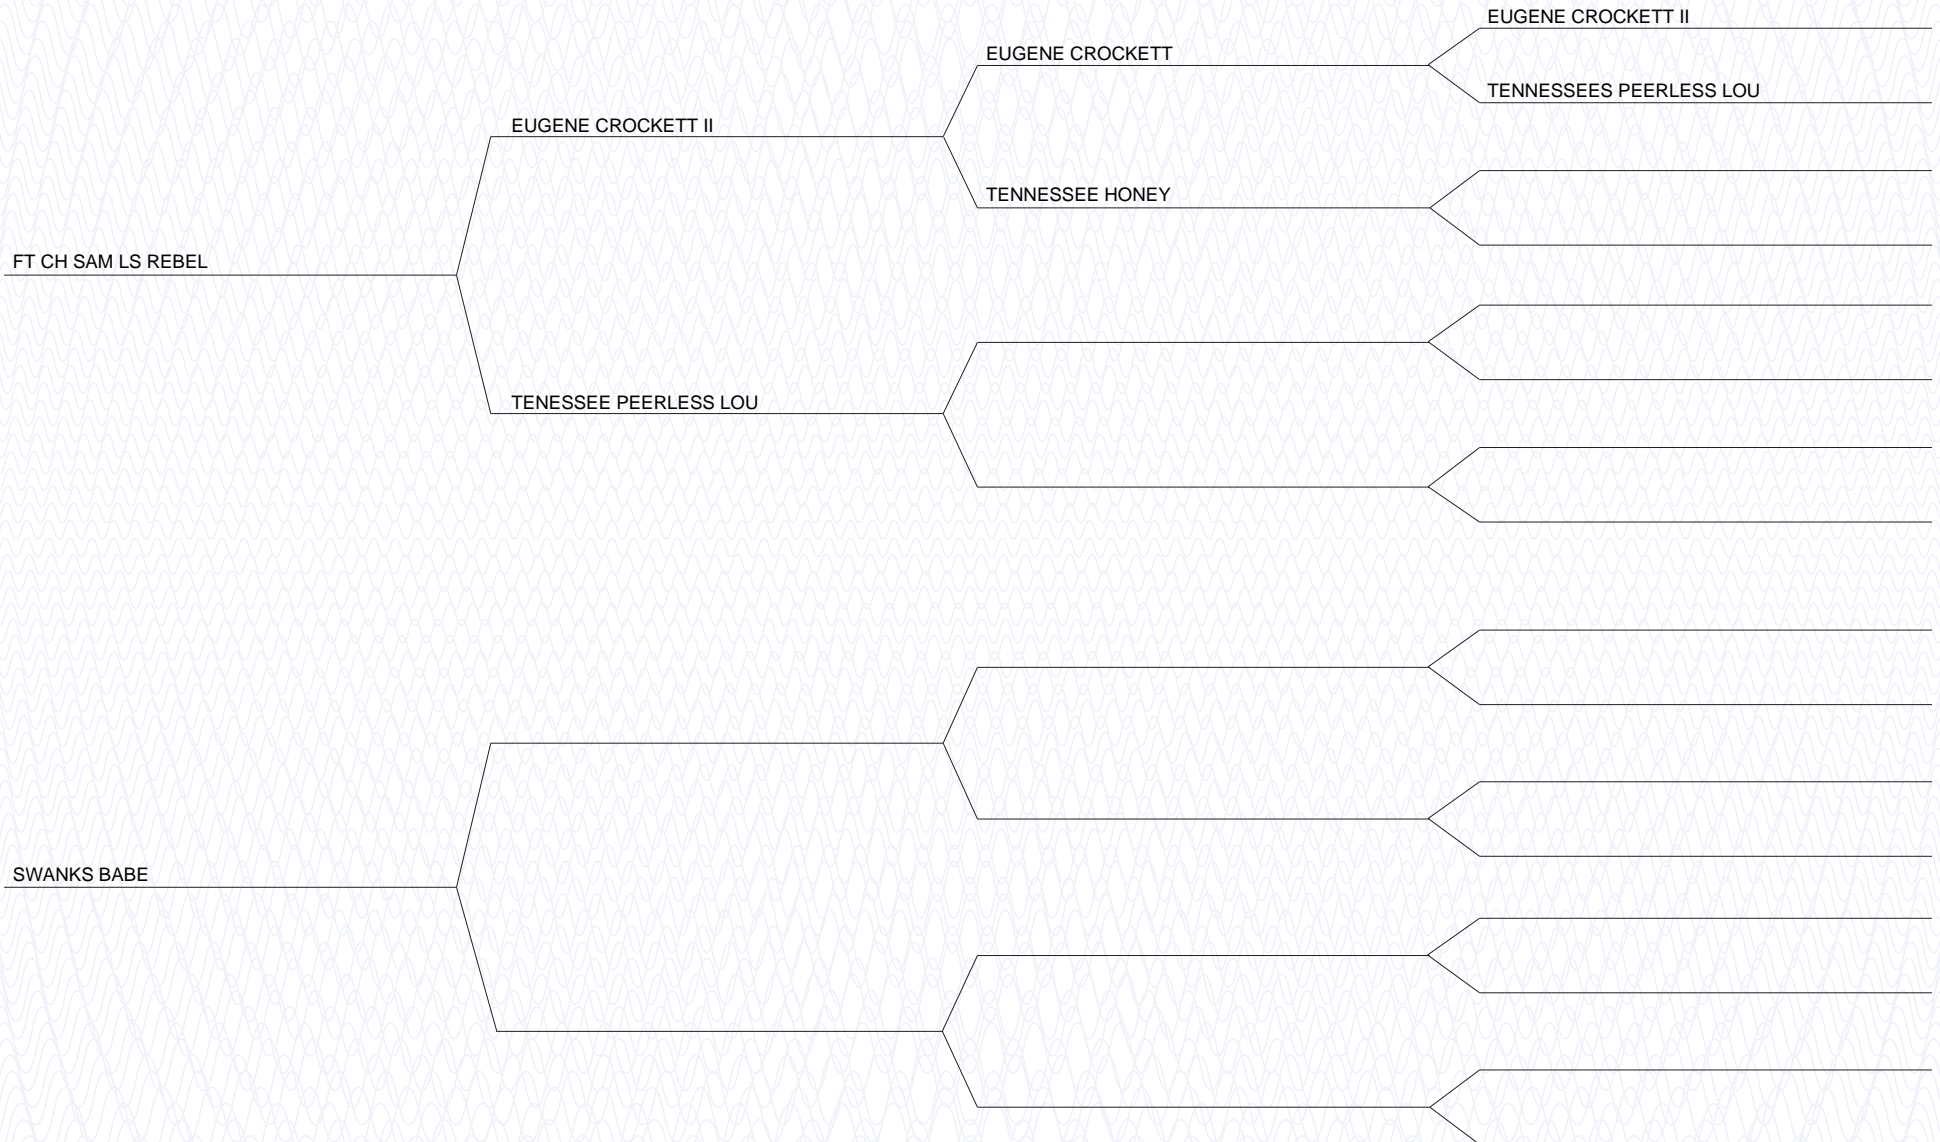 EUGENE CROCKETT II
EUGENE CROCKETT
TENNESSEES PEERLESS LOU
EUGENE CROCKETT II
TENNESSEE HONEY
FT CH SAM LS REBEL
TENESSEE PEERLESS LOU
SWANKS BABE